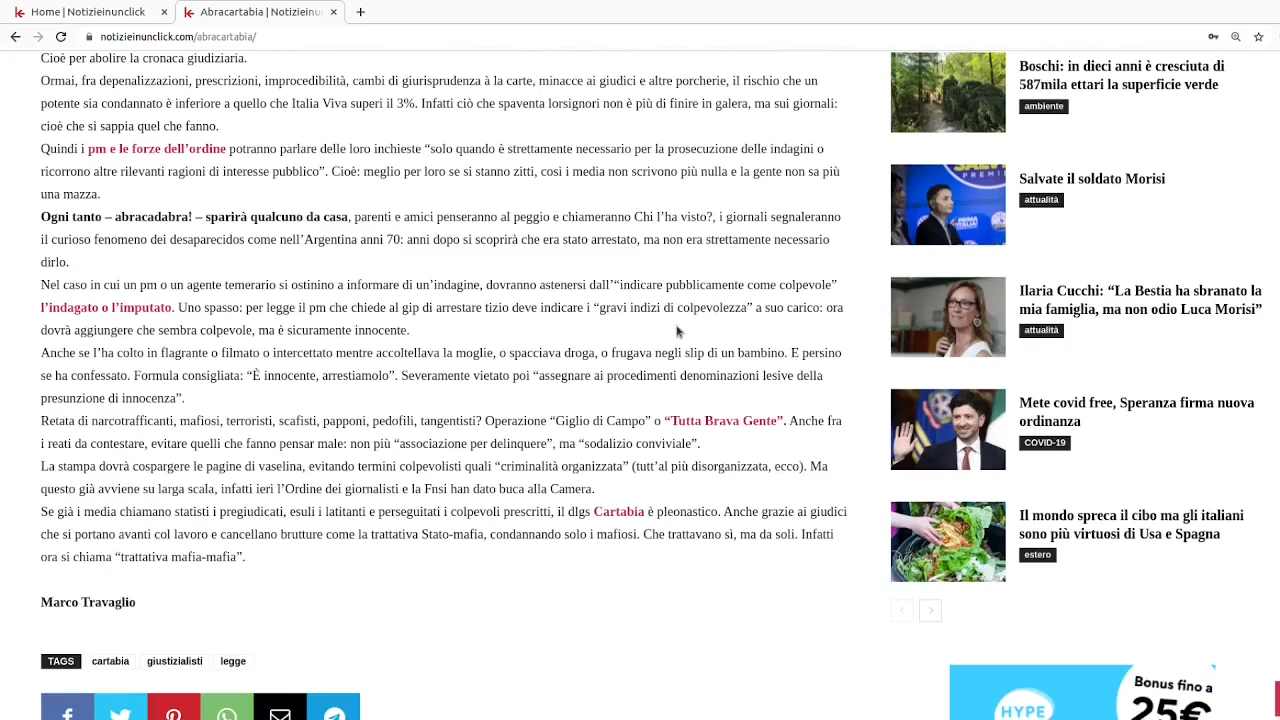 Home | Notizieinunclick
Abra... | Notizieinun
notizieinunclick.com/abracartabia/
Cioè per abolire la cronaca giudiziaria.
Ormai, fra depenalizzazioni, prescrizioni, improcedibilità, cambi di giurisprudenza à la carte, minacce ai giudici e altre porcherie, il rischio che un
potente sia condannato è inferiore a quello che Italia Viva superi il 3%. Infatti ciò che spaventa lorsignori non è più di finire in galera, ma sui giornali:
cioè che si sappia quel che fanno.
Quindi i pm e le forze dell’ordine potranno parlare delle loro inchieste “solo quando è strettamente necessario per la prosecuzione delle indagini o
ricorrono altre rilevanti ragioni di interesse pubblico”. Cioè: meglio per loro se si stanno zitti, così i media non scrivono più nulla e la gente non sa più
una mazza.
Ogni tanto – abracadabra! – sparirà qualcuno da casa, parenti e amici penseranno al peggio e chiameranno Chi l’ha visto?, i giornali segnaleranno
il curioso fenomeno dei desaparecidos come nell’Argentina anni 70: anni dopo si scoprirà che era stato arrestato, ma non era strettamente necessario
dirlo.
Nel caso in cui un pm o un agente temerario si ostinino a informare di un’indagine, dovranno astenersi dall’“indicare pubblicamente come colpevole”
l’indagato o l’imputato. Uno spasso: per legge il pm che chiede al gip di arrestare tizio deve indicare i “gravi indizi di colpevolezza” a suo carico: ora
dovrà aggiungere che sembra colpevole, ma è sicuramente innocente.
Anche se l’ha colto in flagrante o filmato o intercettato mentre accoltellava la moglie, o spacciava droga, o frugava negli slip di un bambino. E persino
se ha confessato. Formula consigliata: “È innocente, arrestiamolo”. Severamente vietato poi “assegnare ai procedimenti denominazioni lesive della
presunzione di innocenza”.
Retata di narcotrafficanti, mafiosi, terroristi, scafisti, papponi, pedofili, tangentisti? Operazione “Giglio di Campo” o “Tutta Brava Gente”. Anche fra
i reati da contestare, evitare quelli che fanno pensar male: non più “associazione per delinquere”, ma “sodalizio conviviale”.
La stampa dovrà cospargere le pagine di vaselina, evitando termini colpevolisti quali “criminalità organizzata” (tutt’al più disorganizzata, ecco). Ma
questo già avviene su larga scala, infatti ieri l’Ordine dei giornalisti e la Fnsi han dato buca alla Camera.
Se già i media chiamano statisti i pregiudicati, esuli i latitanti e perseguitati i colpevoli prescritti, il dlgs Cartabia è pleonastico. Anche grazie ai giudici
che si portano avanti col lavoro e cancellano brutture come la trattativa Stato-mafia, condannando solo i mafiosi. Che trattavano sì, ma da soli. Infatti
ora si chiama “trattativa mafia-mafia”.
Marco Travaglio
TAGS cartabia giustizialisti legge
Boschi: in dieci anni è cresciuta di
587mila ettari la superficie verde
ambiente
PREMIE
Salvate il soldato Morisi
attualità
Ilaria Cucchi: “La Bestia ha sbranato la
mia famiglia, ma non odio Luca Morisi”
attualità
Mete covid free, Speranza firma nuova
ordinanza
COVID-19
Il mondo spreca il cibo ma gli italiani
sono più virtuosi di Usa e Spagna
estero
HYPE
Bonus fino a
25€